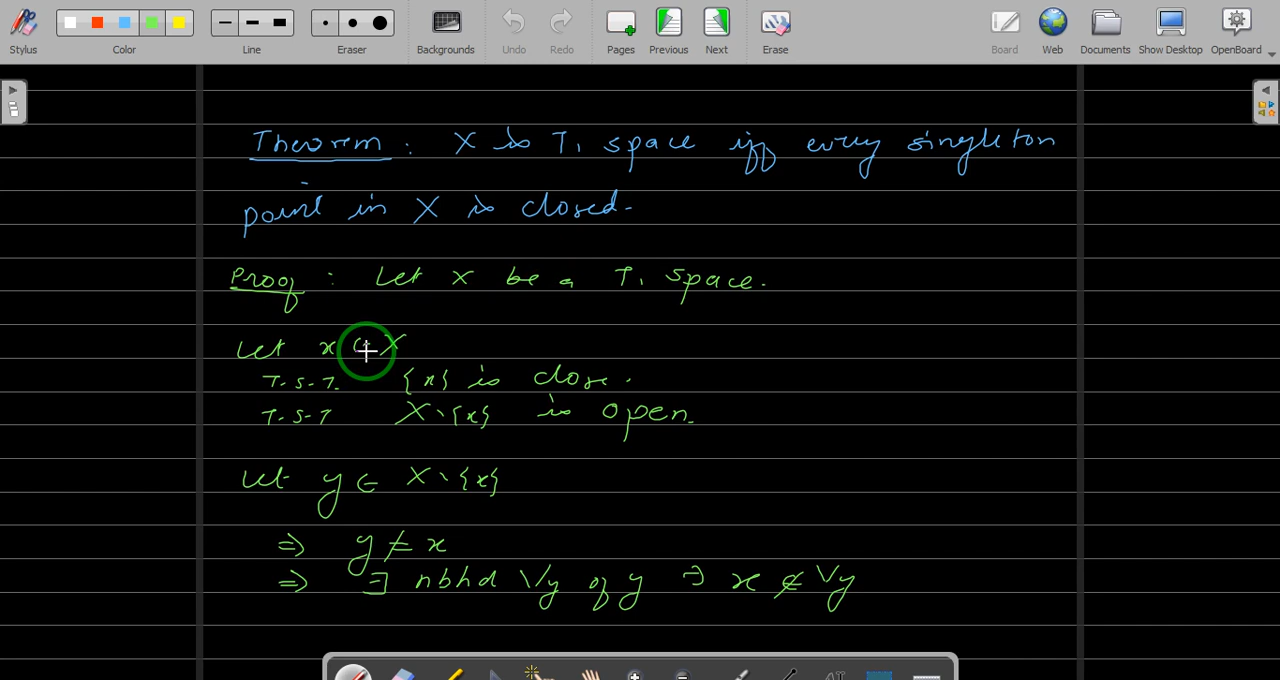 Stylus Color Line Eraser Backgrounds Undo Redo Pages Previous Next Erase Board Web Documents Show Desktop OpenBoard
Theorem : X is T₁ space iff every singleton
point in X is closed.
Proof : Let X be a T₁ space.
Let x ∈ X
T.S.T. {x} is close.
T.S.T X∖{x} is open.
Let y ∈ X∖{x}
⇒ y ≠ x
⇒ ∃ nbhd Vy of y ∋ x ∉ Vy